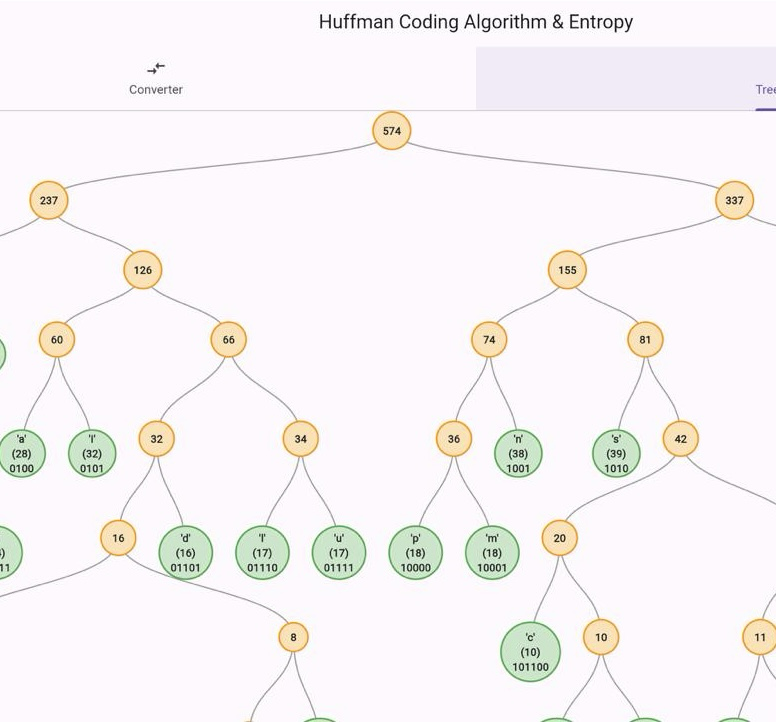 Huffman Coding Algorithm & Entropy
Converter
Tree
574
237
337
126
155
60
66
74
81
'a'
(28)
0100
'l'
(32)
0101
32
34
36
'n'
(38)
1001
's'
(39)
1010
42
16
'd'
(16)
01101
'l'
(17)
01110
'u'
(17)
01111
'p'
(18)
10000
'm'
(18)
10001
20
8
'c'
(10)
101100
10
11